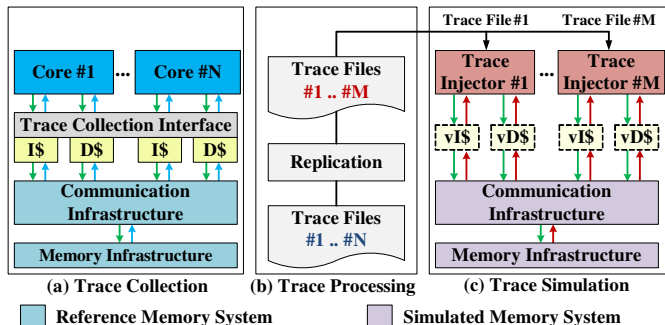 Core #1 ... Core #N
Trace Collection Interface
I$ D$ I$ D$
Communication
Infrastructure
Memory Infrastructure
(a) Trace Collection
Trace Files
#1 .. #M
Replication
Trace Files
#1 .. #N
(b) Trace Processing
Trace File #1 Trace File #M
Trace
Injector #1
...
Trace
Injector #M
vI$ vD$ vI$ vD$
Communication
Infrastructure
Memory Infrastructure
(c) Trace Simulation
Reference Memory System
Simulated Memory System